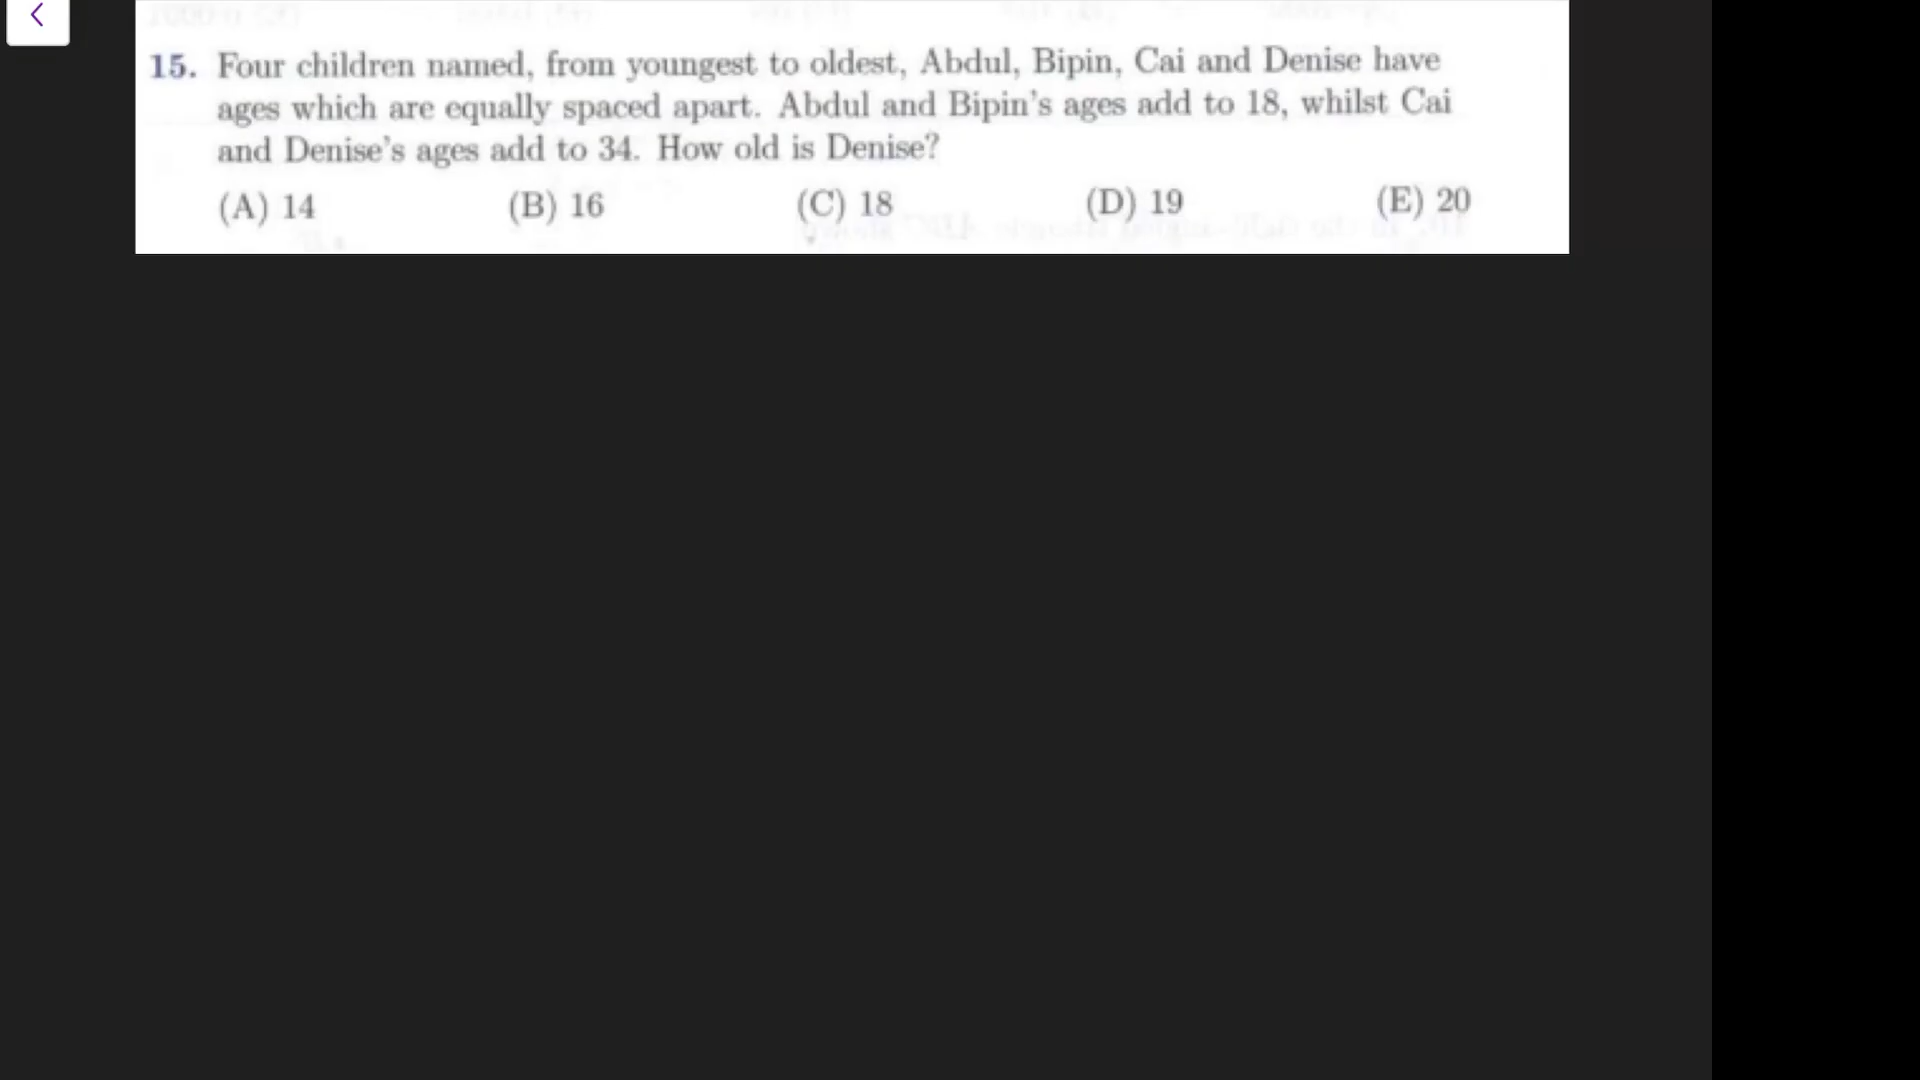 15. Four children named, from youngest to oldest, Abdul, Bipin, Cai and Denise have
ages which are equally spaced apart. Abdul and Bipin's ages add to 18, whilst Cai
and Denise's ages add to 34. How old is Denise?
(A) 14 (B) 16 (C) 18 (D) 19 (E) 20